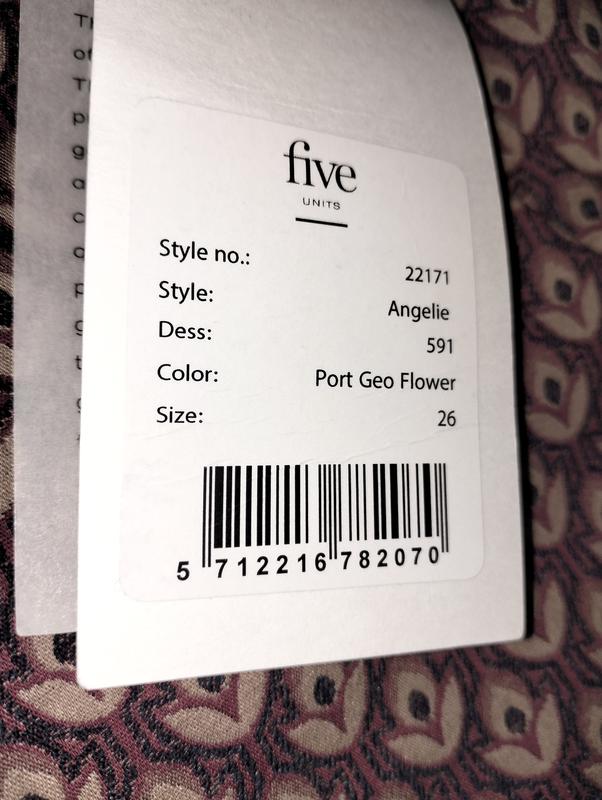 five
UNITS
Style no.: 22171
Style: Angelie
Dess: 591
Color: Port Geo Flower
Size: 26
5 712216 782070